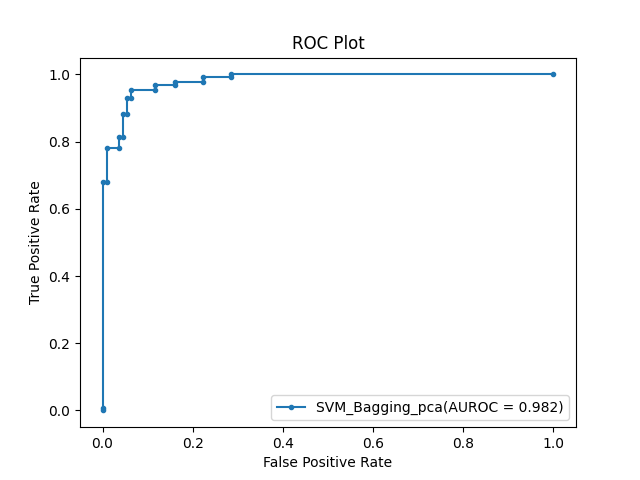 ROC Plot
True Positive Rate
1.0
0.8
0.6
0.4
0.2
0.0
SVM_Bagging_pca(AUROC = 0.982)
0.0 0.2 0.4 0.6 0.8 1.0
False Positive Rate